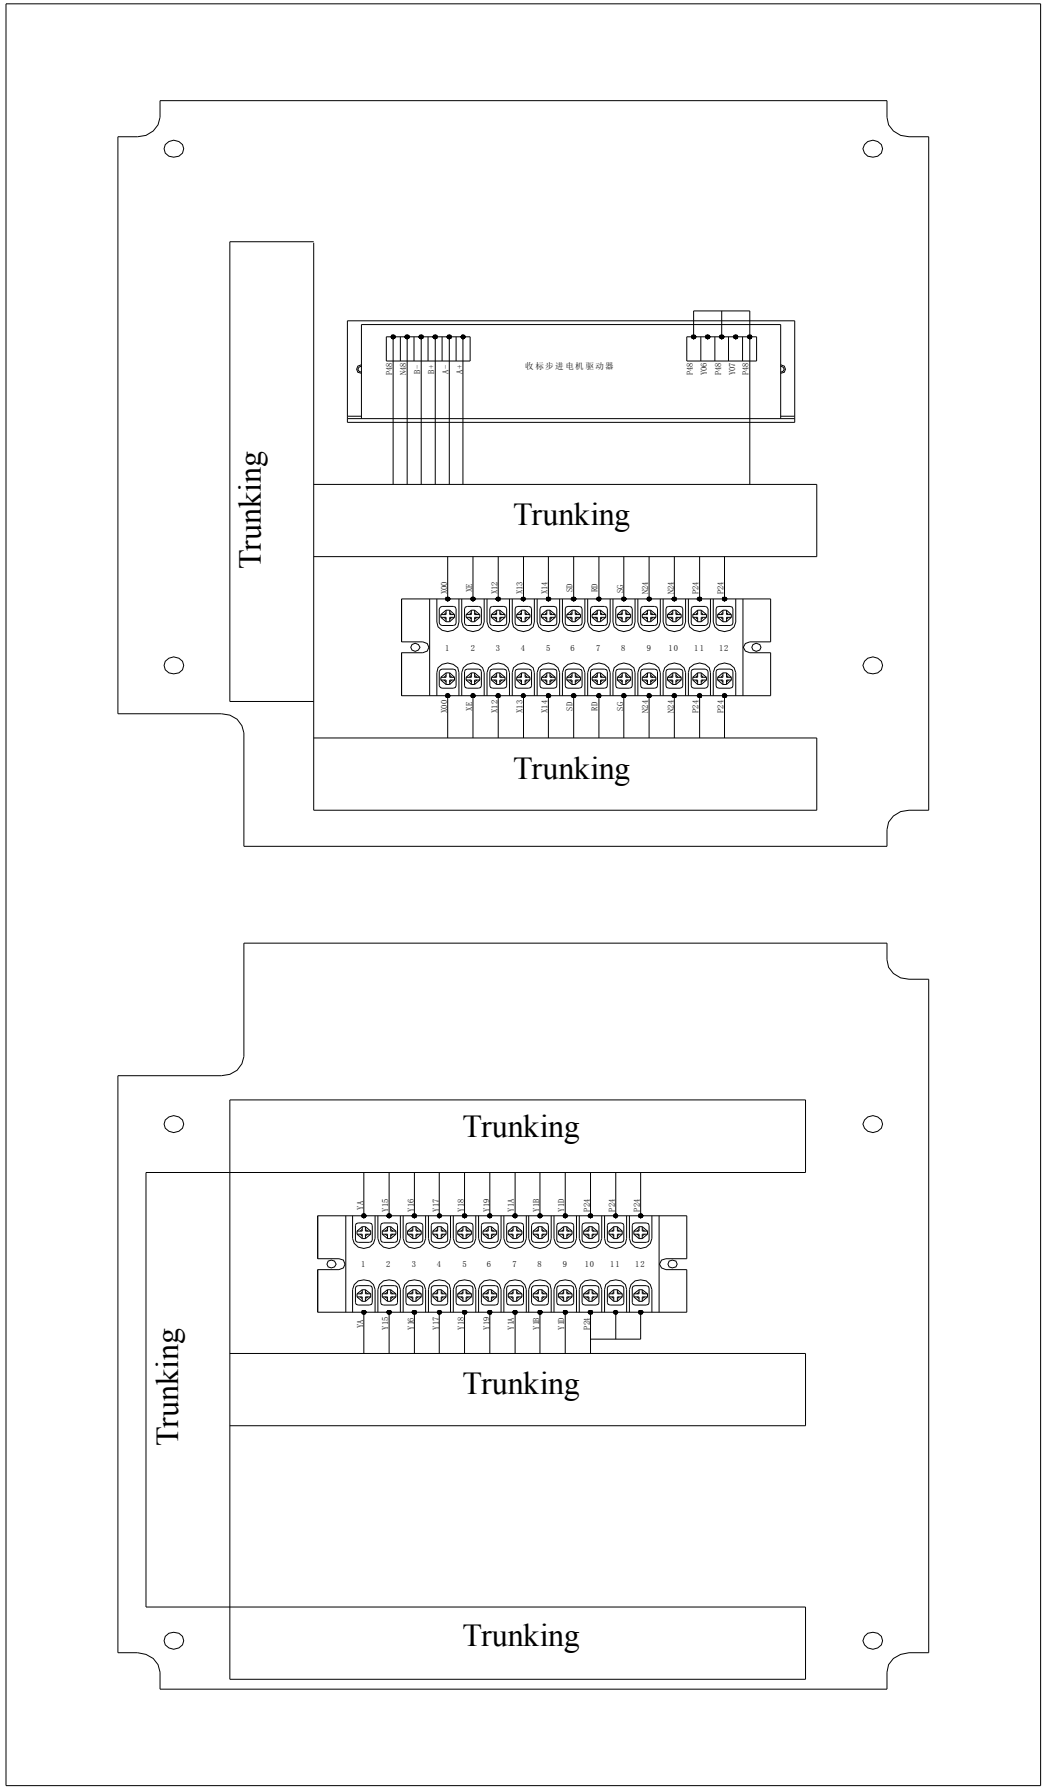 P48
N48
B-
B+
A-
A+
收标步进电机驱动器
P48
Y06
P48
Y07
P48
Trunking
Trunking
X00
XE
X12
X13
X14
SD
RD
SG
N24
N24
P24
P24
1 2 3 4 5 6 7 8 9 10 11 12
X00
XE
X12
X13
X14
SD
RD
SG
N24
N24
P24
P24
Trunking
Trunking
YA
Y15
Y16
Y17
Y18
Y19
Y1A
Y1B
Y1D
P24
P24
P24
1 2 3 4 5 6 7 8 9 10 11 12
YA
Y15
Y16
Y17
Y18
Y19
Y1A
Y1B
Y1D
P24
Trunking
Trunking
Trunking